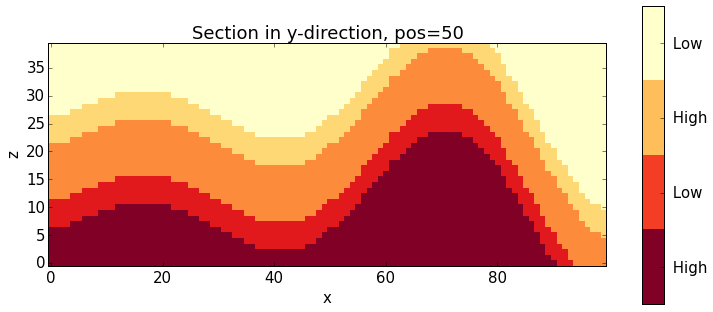 Section in y-direction, pos=50
35
30
25
20
15
10
5
0
z
0 20 40 60 80
x
Low
High
Low
High